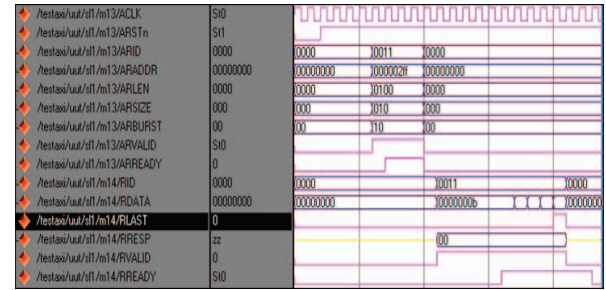 /testaxi/uut/sl1/m13/ACLK St0
/testaxi/uut/sl1/m13/ARSTn St1
/testaxi/uut/sl1/m13/ARID 0000 0000 0011 0000
/testaxi/uut/sl1/m13/ARADDR 00000000 00000000 000002ff 00000000
/testaxi/uut/sl1/m13/ARLEN 0000 0000 0100 0000
/testaxi/uut/sl1/m13/ARSIZE 000 000 010 000
/testaxi/uut/sl1/m13/ARBURST 00 00 10 00
/testaxi/uut/sl1/m13/ARVALID St0
/testaxi/uut/sl1/m13/ARREADY 0
/testaxi/uut/sl1/m14/RID 0000 0000 0011 0000
/testaxi/uut/sl1/m14/RDATA 00000000 00000000 0000000b 0000000
/testaxi/uut/sl1/m14/RLAST 0
/testaxi/uut/sl1/m14/RRESP zz 00
/testaxi/uut/sl1/m14/RVALID 0
/testaxi/uut/sl1/m14/RREADY St0